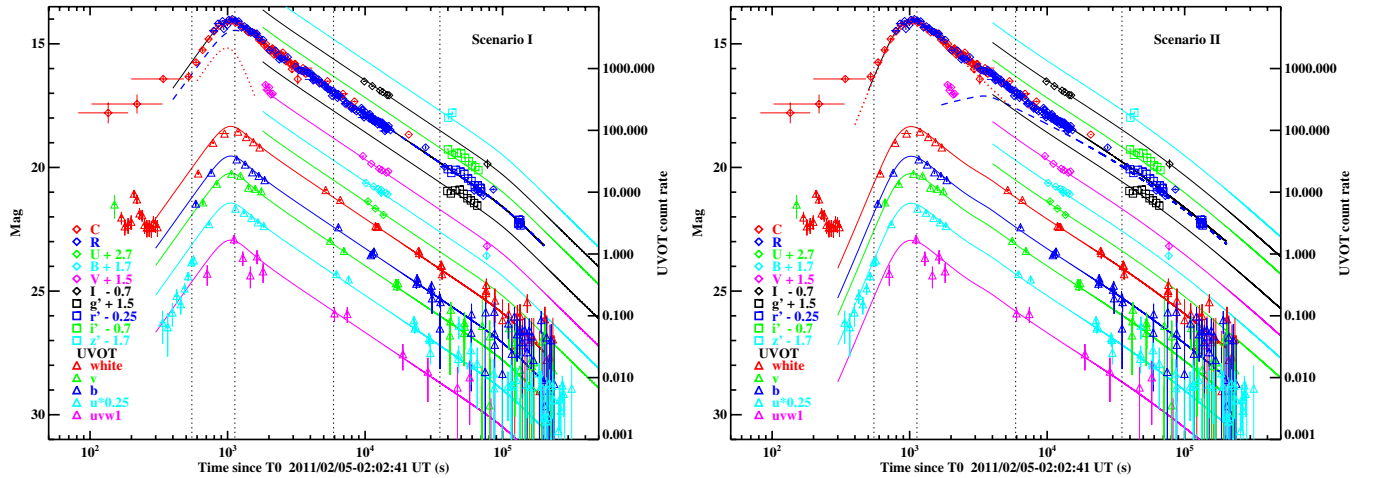 Scenario I
15
20
25
30
Mag
1000.000
100.000
10.000
1.000
0.100
0.010
0.001
UVOT count rate
C
R
U + 2.7
B + 1.7
V + 1.5
I - 0.7
g' + 1.5
r' - 0.25
i' - 0.7
z' - 1.7
UVOT
white
v
b
u*0.25
uvw1
10² 10³ 10⁴ 10⁵
Time since T0 2011/02/05-02:02:41 UT (s)
Scenario II
15
20
25
30
Mag
1000.000
100.000
10.000
1.000
0.100
0.010
0.001
UVOT count rate
C
R
U + 2.7
B + 1.7
V + 1.5
I - 0.7
g' + 1.5
r' - 0.25
i' - 0.7
z' - 1.7
UVOT
white
v
b
u*0.25
uvw1
10² 10³ 10⁴ 10⁵
Time since T0 2011/02/05-02:02:41 UT (s)